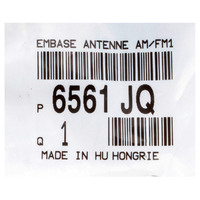 EMBASE ANTENNE AM/FM1
P 6561 JQ
Q 1
MADE IN HU HONGRIE